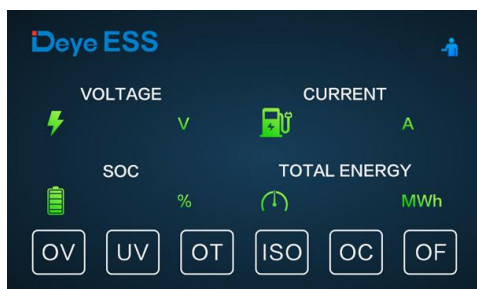 Deye ESS
VOLTAGE
CURRENT
V
A
SOC
TOTAL ENERGY
%
MWh
OV UV OT ISO OC OF